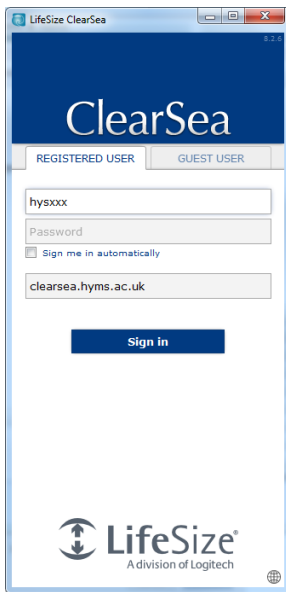 LifeSize ClearSea
8.2.6
ClearSea
REGISTERED USER GUEST USER
hysxxx
Password
Sign me in automatically
clearsea.hyms.ac.uk
Sign in
LifeSize®
A division of Logitech